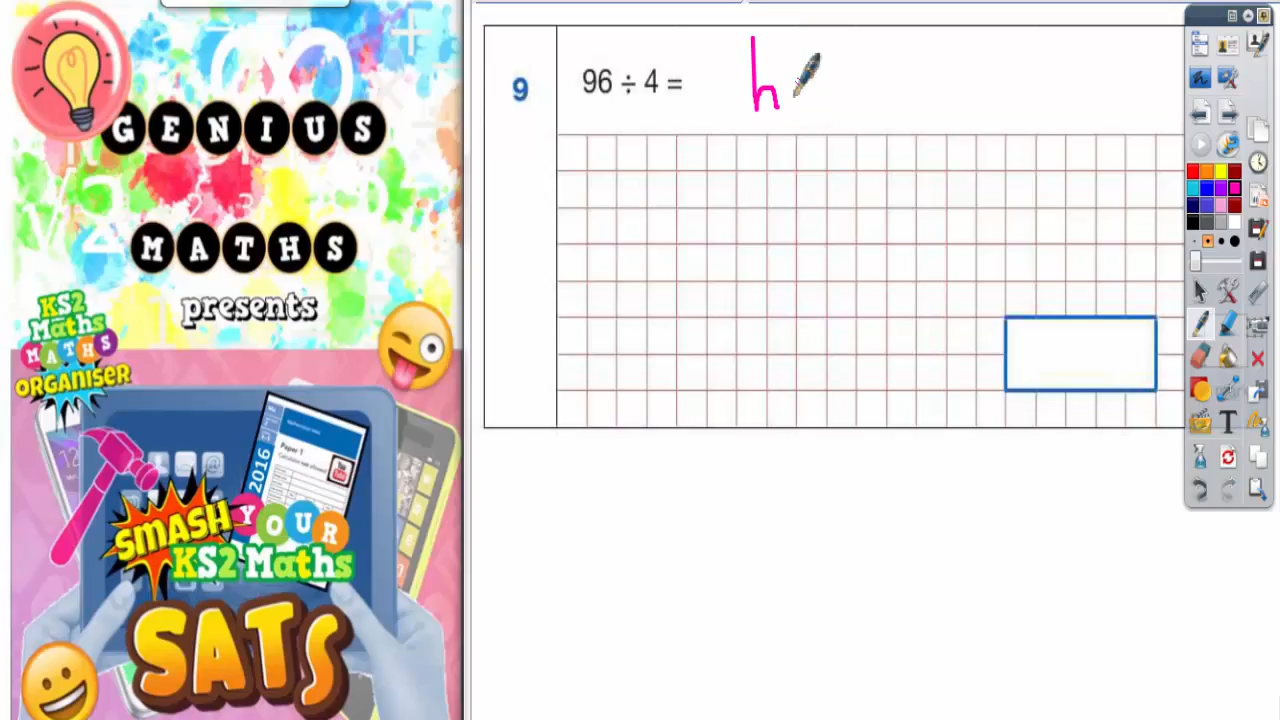 GENIUS
MATHS
presents
KS2
Maths
MATHS
ORGANISER
2016
Paper 1
SMASH YOUR
KS2 Maths
SATS
9
96 ÷ 4 =
h
T